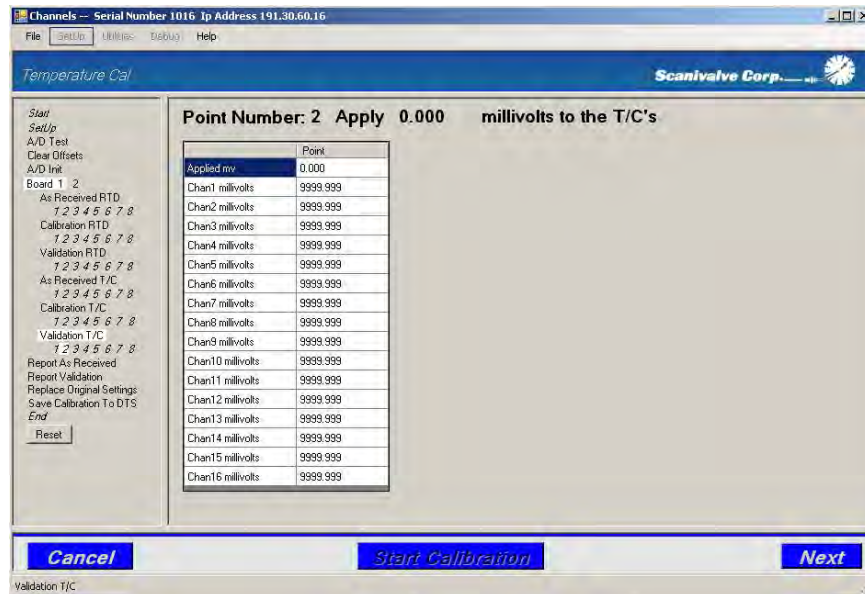 Channels -- Serial Number 1016 Ip Address 191.30.60.16
File SetUp Utilities Debug Help
Temperature Cal
Scanivalve Corp.
Start
SetUp
A/D Test
Clear Offsets
A/D Init
Board 1 2
As Received RTD
1 2 3 4 5 6 7 8
Calibration RTD
1 2 3 4 5 6 7 8
Validation RTD
1 2 3 4 5 6 7 8
As Received T/C
1 2 3 4 5 6 7 8
Calibration T/C
1 2 3 4 5 6 7 8
Validation T/C
1 2 3 4 5 6 7 8
Report As Received
Report Validation
Replace Original Settings
Save Calibration To DTS
End
Reset
Point Number: 2 Apply 0.000 millivolts to the T/C's
Point
Applied mv 0.000
Chan1 millivolts 9999.999
Chan2 millivolts 9999.999
Chan3 millivolts 9999.999
Chan4 millivolts 9999.999
Chan5 millivolts 9999.999
Chan6 millivolts 9999.999
Chan7 millivolts 9999.999
Chan8 millivolts 9999.999
Chan9 millivolts 9999.999
Chan10 millivolts 9999.999
Chan11 millivolts 9999.999
Chan12 millivolts 9999.999
Chan13 millivolts 9999.999
Chan14 millivolts 9999.999
Chan15 millivolts 9999.999
Chan16 millivolts 9999.999
Cancel Start Calibration Next
Validation T/C